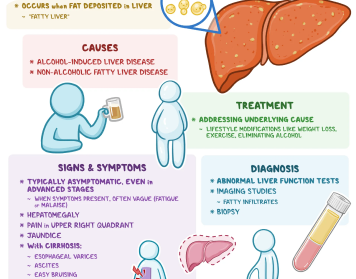 * OCCURS when FAT DEPOSITED in LIVER
- "FATTY LIVER"
CAUSES
* ALCOHOL-INDUCED LIVER DISEASE
* NON-ALCOHOLIC FATTY LIVER DISEASE
TREATMENT
* ADDRESSING UNDERLYING CAUSE
- LIFESTYLE MODIFICATIONS LIKE WEIGHT LOSS,
EXERCISE, ELIMINATING ALCOHOL
SIGNS & SYMPTOMS
* TYPICALLY ASYMPTOMATIC, EVEN in
ADVANCED STAGES
- WHEN SYMPTOMS PRESENT, OFTEN VAGUE (FATIGUE
or MALAISE)
* HEPATOMEGALY
* PAIN in UPPER RIGHT QUADRANT
* JAUNDICE
* With CIRRHOSIS:
- ESOPHAGEAL VARICES
- ASCITES
- EASY BRUISING
DIAGNOSIS
* ABNORMAL LIVER FUNCTION TESTS
* IMAGING STUDIES
- FATTY INFILTRATES
* BIOPSY